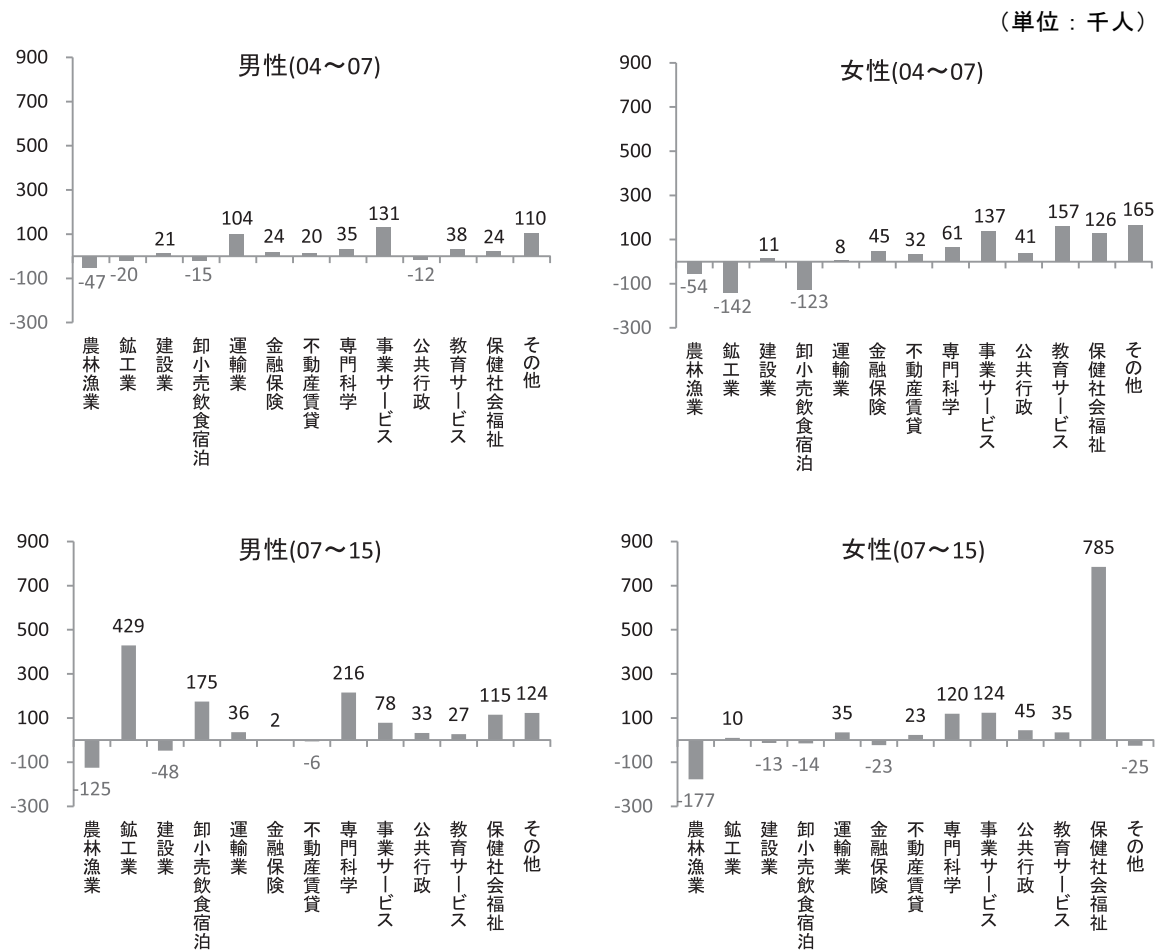 （単位：千人）
男性(04～07)
900
700
500
300
100
-100
-300
-47
-20
21
-15
104
24
20
35
131
-12
38
24
110
農林漁業
鉱工業
建設業
卸小売飲食宿泊
運輸業
金融保険
不動産賃貸
専門科学
事業サービス
公共行政
教育サービス
保健社会福祉
その他
女性(04～07)
900
700
500
300
100
-100
-300
-54
-142
11
-123
8
45
32
61
137
41
157
126
165
農林漁業
鉱工業
建設業
卸小売飲食宿泊
運輸業
金融保険
不動産賃貸
専門科学
事業サービス
公共行政
教育サービス
保健社会福祉
その他
男性(07～15)
900
700
500
300
100
-100
-300
-125
429
-48
175
36
2
-6
216
78
33
27
115
124
農林漁業
鉱工業
建設業
卸小売飲食宿泊
運輸業
金融保険
不動産賃貸
専門科学
事業サービス
公共行政
教育サービス
保健社会福祉
その他
女性(07～15)
900
700
500
300
100
-100
-300
-177
10
-13
-14
35
-23
23
120
124
45
35
785
-25
農林漁業
鉱工業
建設業
卸小売飲食宿泊
運輸業
金融保険
不動産賃貸
専門科学
事業サービス
公共行政
教育サービス
保健社会福祉
その他